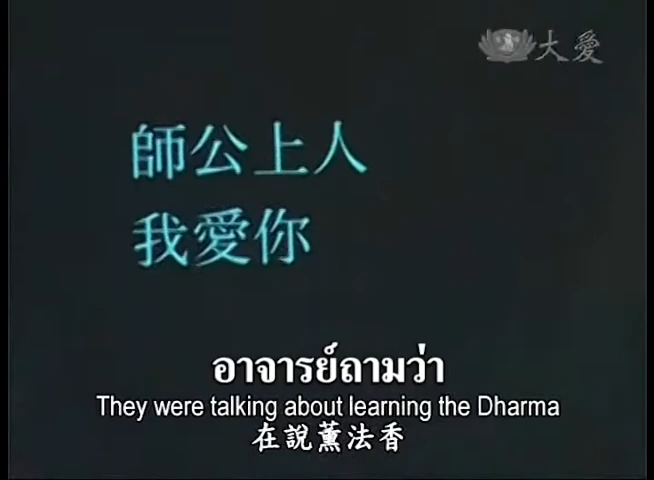 大愛
師公上人
我愛你
อาจารย์ถามว่า
They were talking about learning the Dharma
在說薰法香